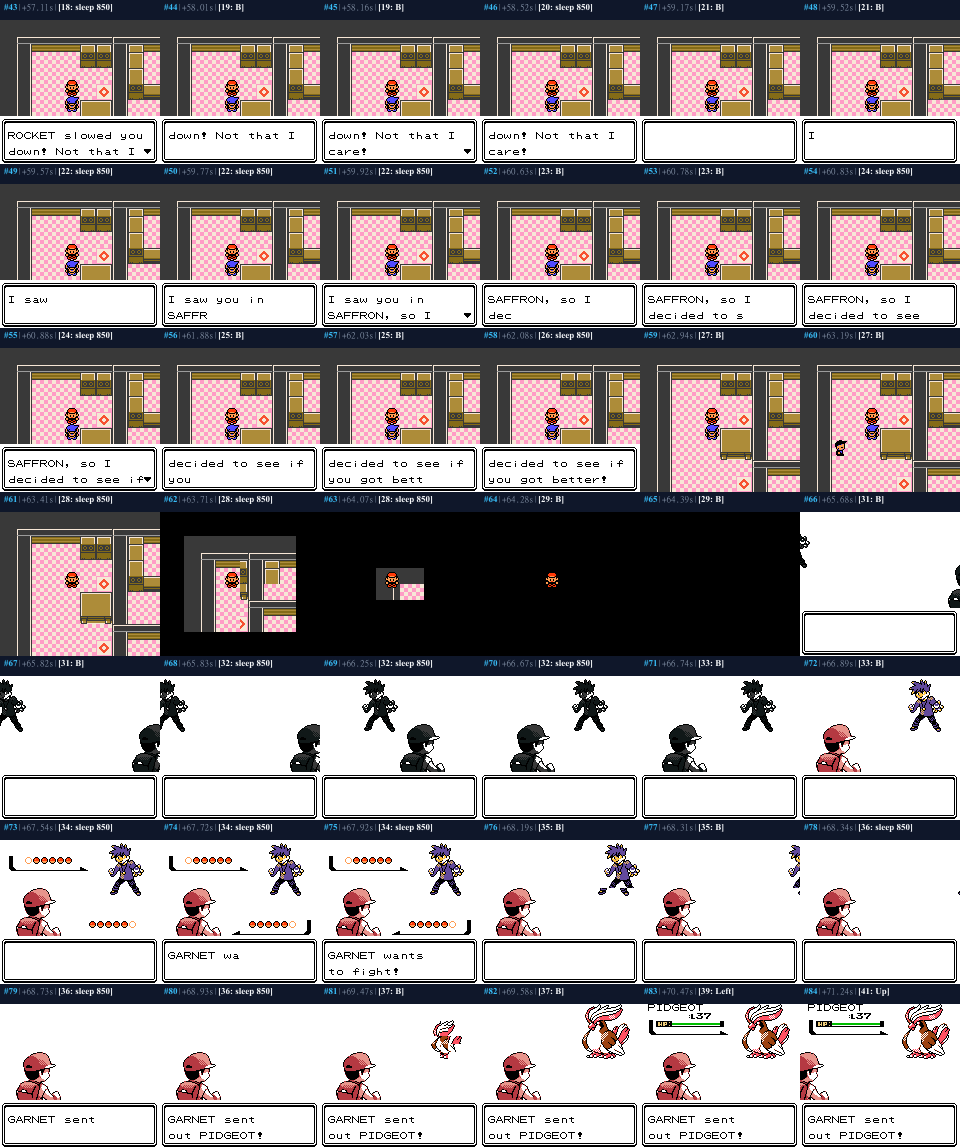 #43|+57.11s| [18: sleep 850]
#44|+58.01s| [19: B]
#45|+58.16s| [19: B]
#46|+58.52s| [20: sleep 850]
#47|+59.17s| [21: B]
#48|+59.52s| [21: B]
ROCKET slowed you
down! Not that I
down! Not that I
down! Not that I
care!
down! Not that I
care!
I
#49|+59.57s| [22: sleep 850]
#50|+59.77s| [22: sleep 850]
#51|+59.92s| [22: sleep 850]
#52|+60.63s| [23: B]
#53|+60.78s| [23: B]
#54|+60.83s| [24: sleep 850]
I saw
I saw you in
SAFFR
I saw you in
SAFFRON, so I
SAFFRON, so I
dec
SAFFRON, so I
decided to s
SAFFRON, so I
decided to see
#55|+60.88s| [24: sleep 850]
#56|+61.88s| [25: B]
#57|+62.03s| [25: B]
#58|+62.08s| [26: sleep 850]
#59|+62.94s| [27: B]
#60|+63.19s| [27: B]
SAFFRON, so I
decided to see if
decided to see if
you
decided to see if
you got bett
decided to see if
you got better!
#61|+63.41s| [28: sleep 850]
#62|+63.71s| [28: sleep 850]
#63|+64.07s| [28: sleep 850]
#64|+64.28s| [29: B]
#65|+64.39s| [29: B]
#66|+65.68s| [31: B]
#67|+65.82s| [31: B]
#68|+65.83s| [32: sleep 850]
#69|+66.25s| [32: sleep 850]
#70|+66.67s| [32: sleep 850]
#71|+66.74s| [33: B]
#72|+66.89s| [33: B]
#73|+67.54s| [34: sleep 850]
#74|+67.72s| [34: sleep 850]
#75|+67.92s| [34: sleep 850]
#76|+68.19s| [35: B]
#77|+68.31s| [35: B]
#78|+68.34s| [36: sleep 850]
GARNET wa
GARNET wants
to fight!
#79|+68.73s| [36: sleep 850]
#80|+68.93s| [36: sleep 850]
#81|+69.47s| [37: B]
#82|+69.58s| [37: B]
#83|+70.47s| [39: Left]
#84|+71.24s| [41: Up]
PIDGEOT
:L37
HP:
PIDGEOT
:L37
HP:
GARNET sent
GARNET sent
out PIDGEOT!
GARNET sent
out PIDGEOT!
GARNET sent
out PIDGEOT!
GARNET sent
out PIDGEOT!
GARNET sent
out PIDGEOT!